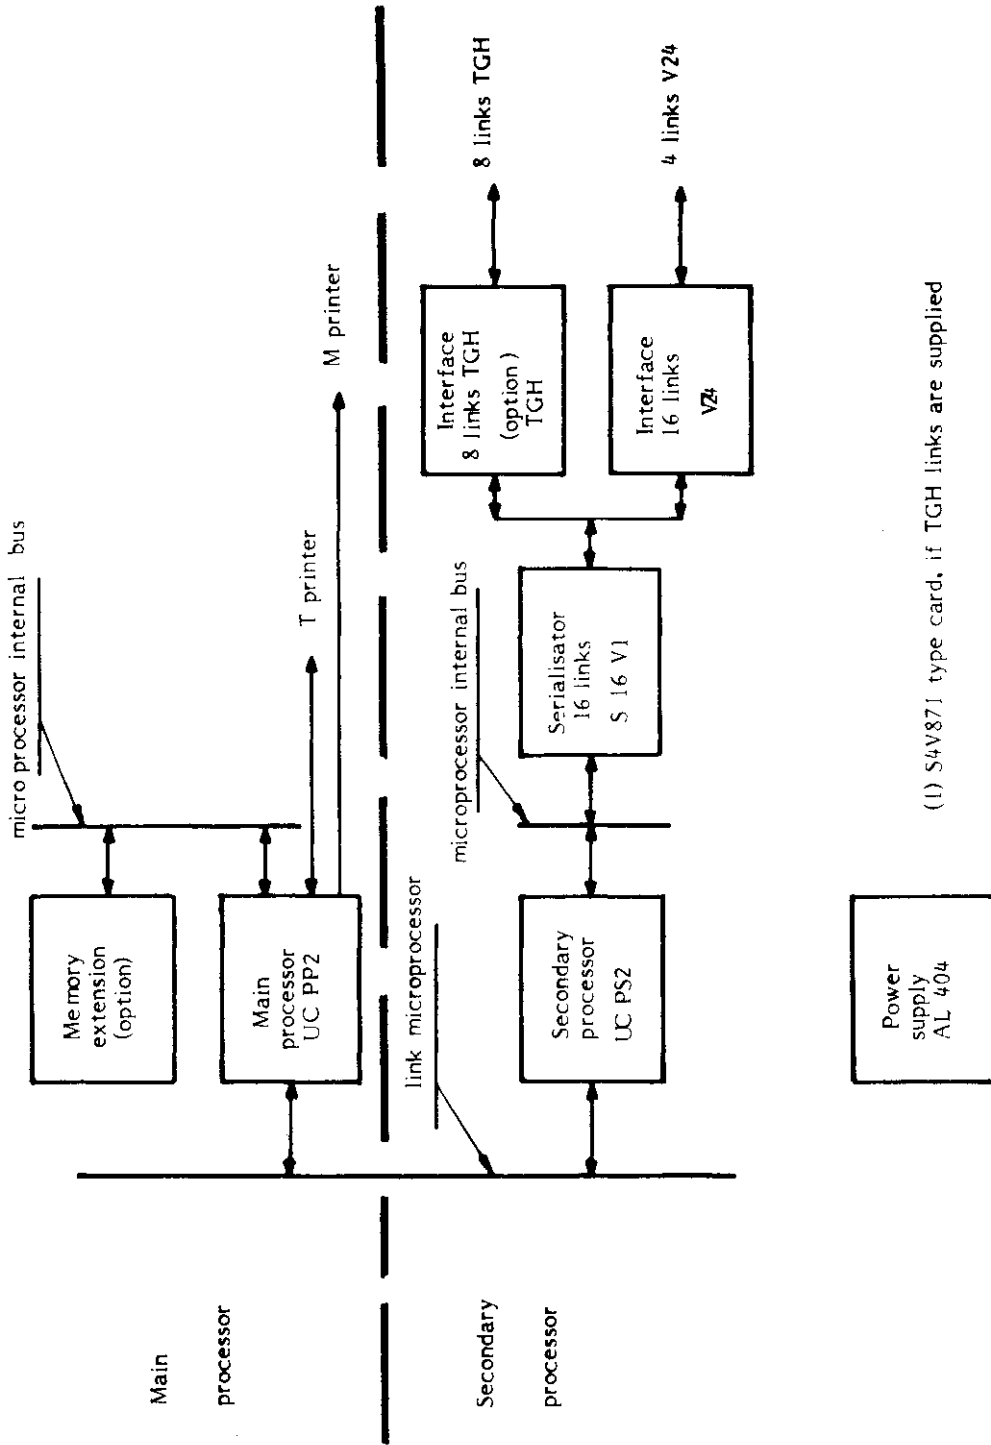 Main
processor
Memory
extension
(option)
micro processor internal bus
Main
processor
UC PP2
T printer
M printer
link microprocessor
Secondary
processor
Secondary
processor
UC PS2
microprocessor internal bus
Serialisator
16 links
S 16 V1
Interface
8 links TGH
(option)
TGH
8 links TGH
Interface
16 links
V24
4 links V24
Power
supply
AL 404
(1) S4V871 type card, if TGH links are supplied